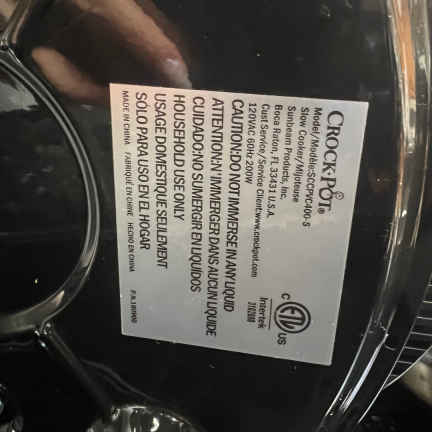 CROCK-POT®
Model/Modèle:SCCPVC400-S
Slow Cooker/Mijoteuse
Sunbeam Products, Inc.
Boca Raton, FL 33431 U.S.A.
Cust Service/Service Client:www.crockpot.com
120VAC 60Hz 200W
CAUTION:DO NOT IMMERSE IN ANY LIQUID
ATTENTION:N'IMMERGER DANS AUCUN LIQUIDE
CUIDADO:NO SUMERGIR EN LIQUIDOS
HOUSEHOLD USE ONLY
USAGE DOMESTIQUE SEULEMENT
SOLO PARA USO EN EL HOGAR
MADE IN CHINA FABRIQUÉ EN CHINE HECHO EN CHINA
C ETL US
Intertek